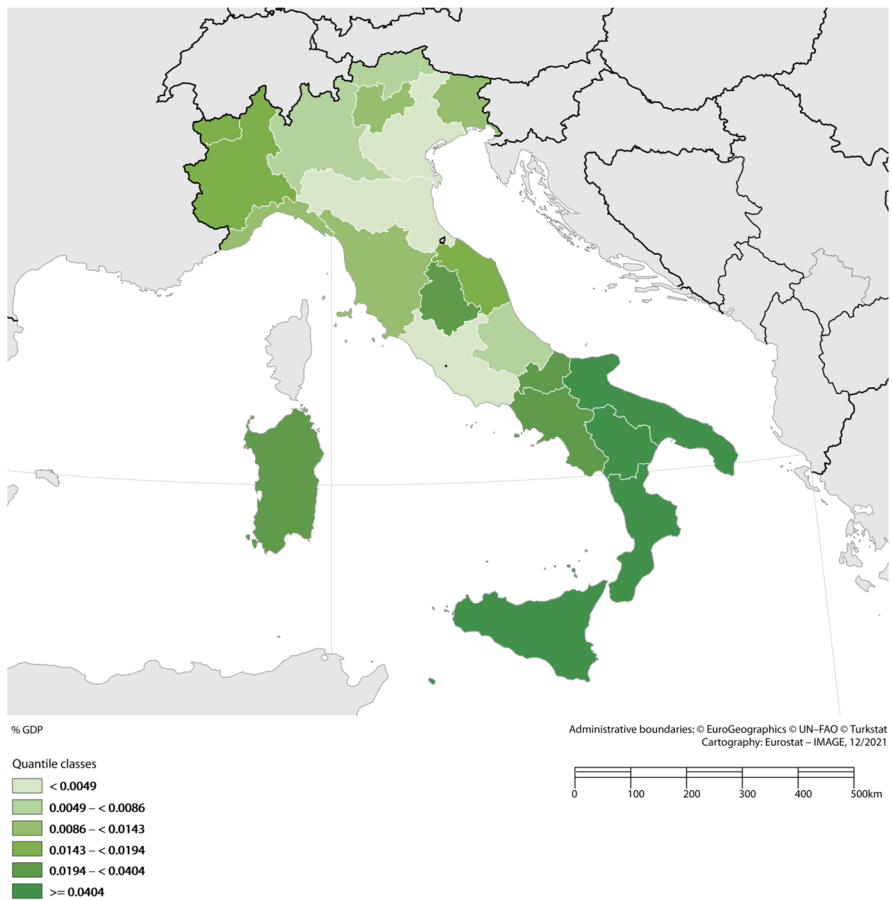 % GDP
Administrative boundaries: © EuroGeographics © UN–FAO © Turkstat
Cartography: Eurostat – IMAGE, 12/2021
Quantile classes
< 0.0049
0.0049 – < 0.0086
0.0086 – < 0.0143
0.0143 – < 0.0194
0.0194 – < 0.0404
>= 0.0404
0 100 200 300 400 500km